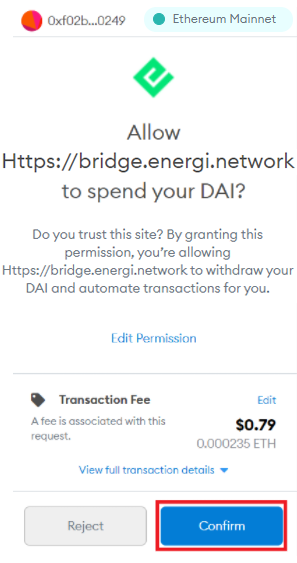 0xf02b...0249
Ethereum Mainnet
Allow
Https://bridge.energi.network
to spend your DAI?
Do you trust this site? By granting this
permission, you're allowing
Https://bridge.energi.network to withdraw your
DAI and automate transactions for you.
Edit Permission
Transaction Fee
Edit
A fee is associated with this
request.
$0.79
0.000235 ETH
View full transaction details
Reject
Confirm